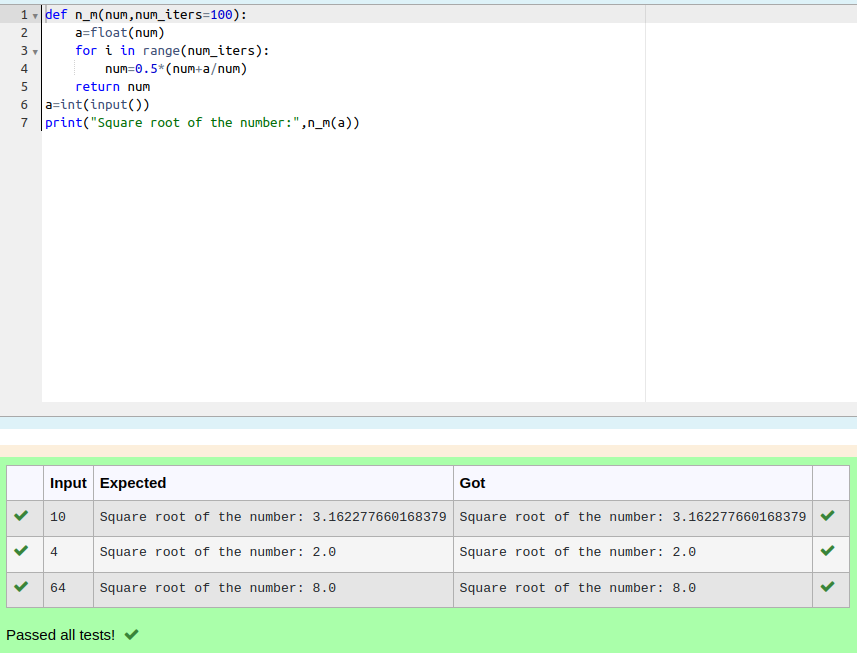 1 def n_m(num,num_iters=100):
2     a=float(num)
3     for i in range(num_iters):
4         num=0.5*(num+a/num)
5     return num
6 a=int(input())
7 print("Square root of the number:",n_m(a))
Input Expected Got
10 Square root of the number: 3.162277660168379 Square root of the number: 3.162277660168379
4 Square root of the number: 2.0 Square root of the number: 2.0
64 Square root of the number: 8.0 Square root of the number: 8.0
Passed all tests!